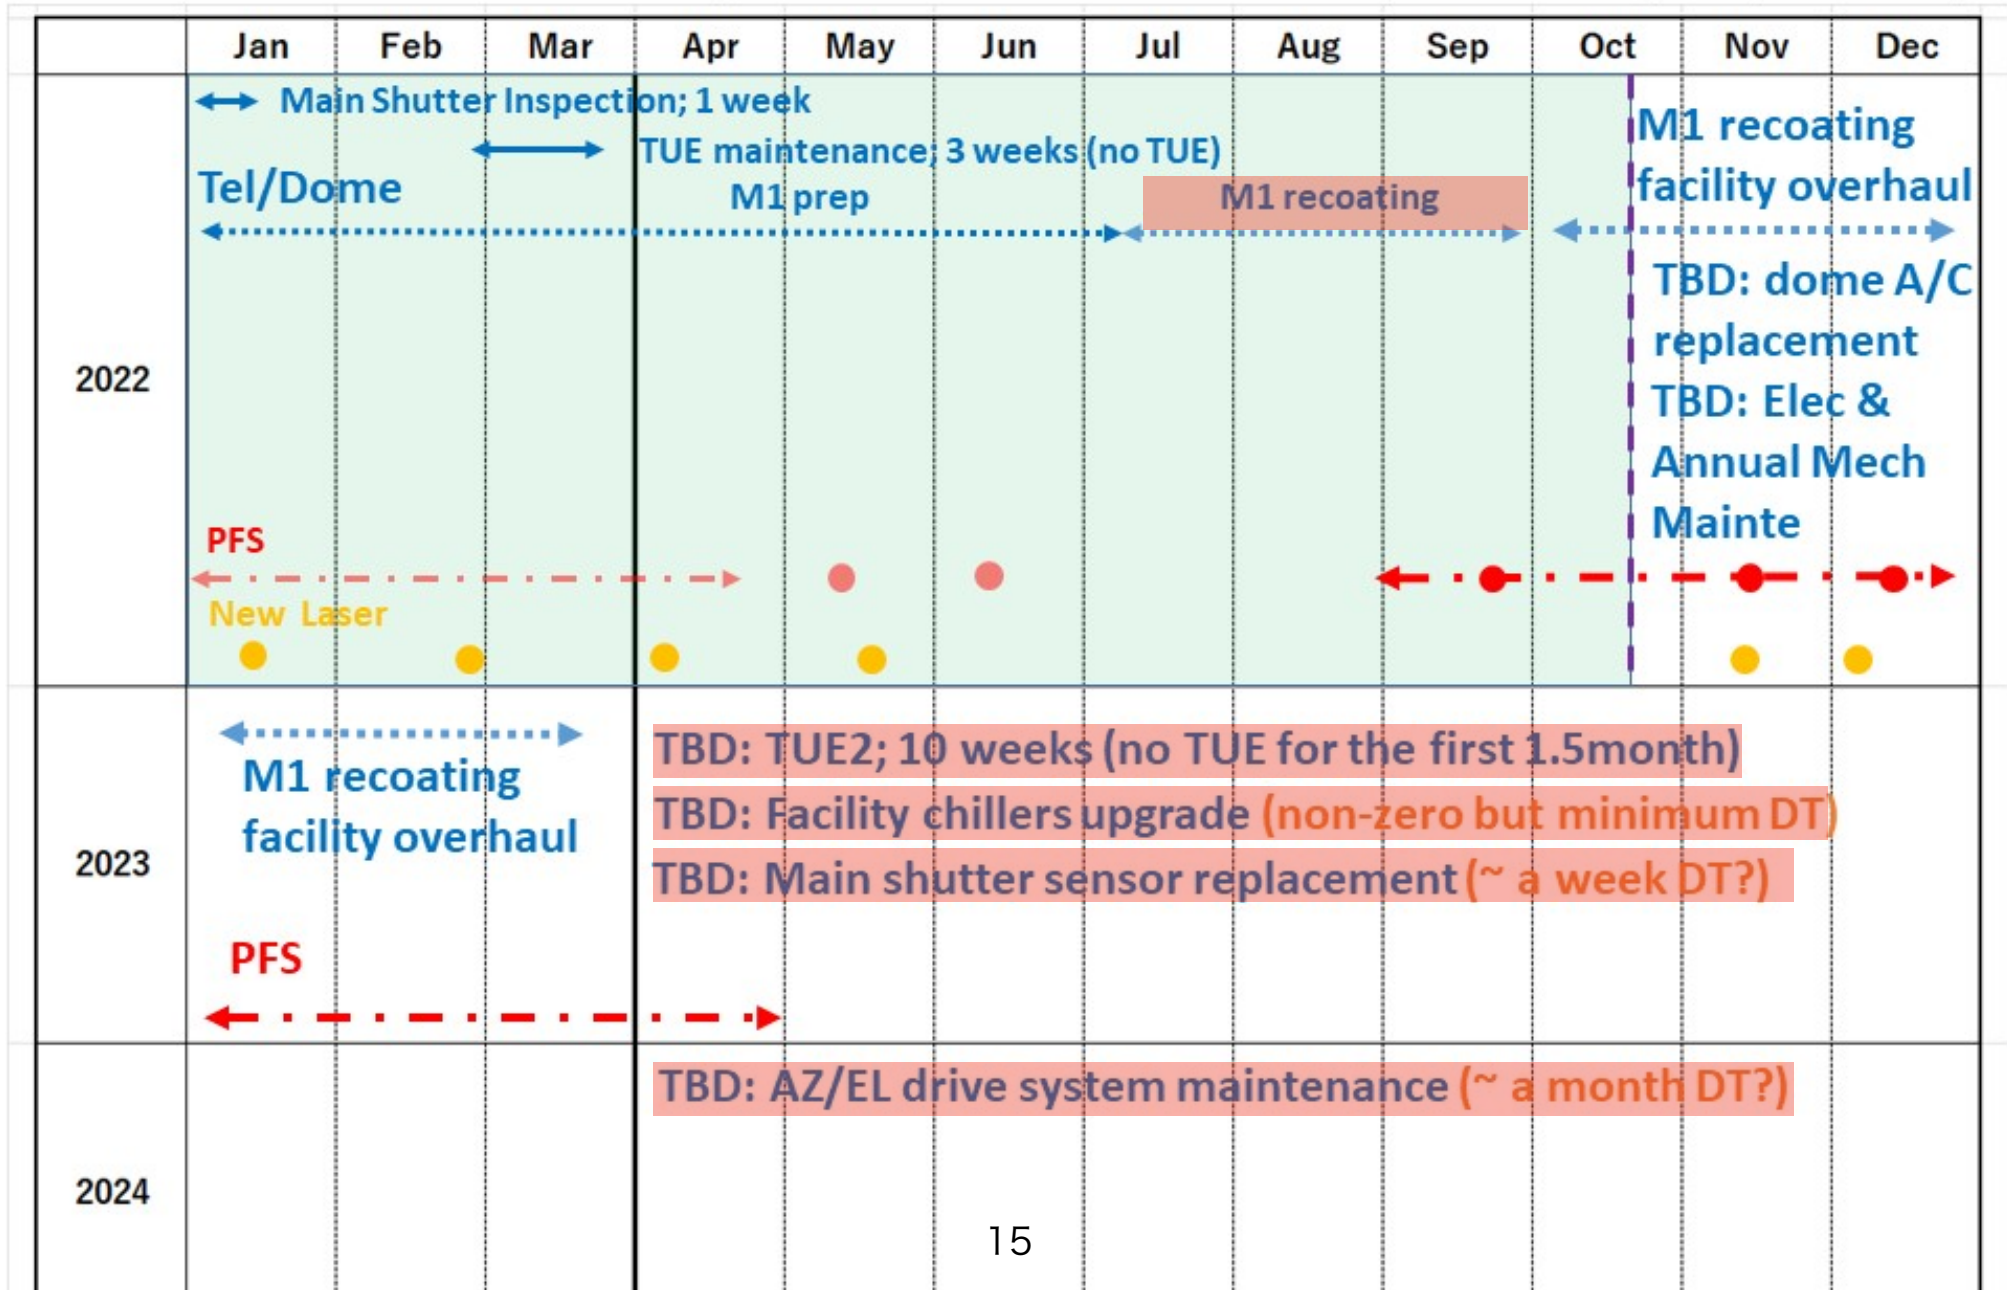 Jan Feb Mar Apr May Jun Jul Aug Sep Oct Nov Dec
2022
Main Shutter Inspection; 1 week
TUE maintenance; 3 weeks (no TUE)
Tel/Dome
M1 prep
M1 recoating
M1 recoating
facility overhaul
TBD: dome A/C
replacement
TBD: Elec &
Annual Mech
Mainte
PFS
New Laser
2023
M1 recoating
facility overhaul
TBD: TUE2; 10 weeks (no TUE for the first 1.5month)
TBD: Facility chillers upgrade (non-zero but minimum DT)
TBD: Main shutter sensor replacement (~ a week DT?)
PFS
2024
TBD: AZ/EL drive system maintenance (~ a month DT?)
15